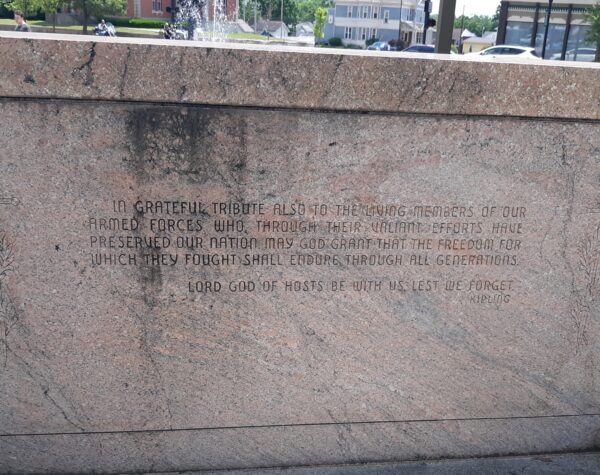 IN GRATEFUL TRIBUTE ALSO TO THE LIVING MEMBERS OF OUR
ARMED FORCES WHO, THROUGH THEIR VALIANT EFFORTS HAVE
PRESERVED OUR NATION MAY GOD GRANT THAT THE FREEDOM FOR
WHICH THEY FOUGHT SHALL ENDURE THROUGH ALL GENERATIONS.
LORD GOD OF HOSTS BE WITH US, LEST WE FORGET -
KIPLING